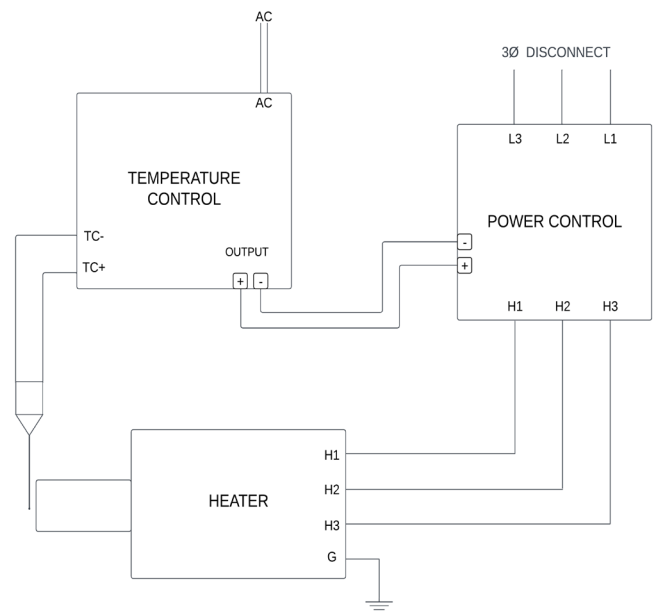 AC
3Ø DISCONNECT
AC
L3 L2 L1
TEMPERATURE
CONTROL
POWER CONTROL
TC-
OUTPUT
-
TC+
+
+ -
H1 H2 H3
H1
H2
HEATER
H3
G